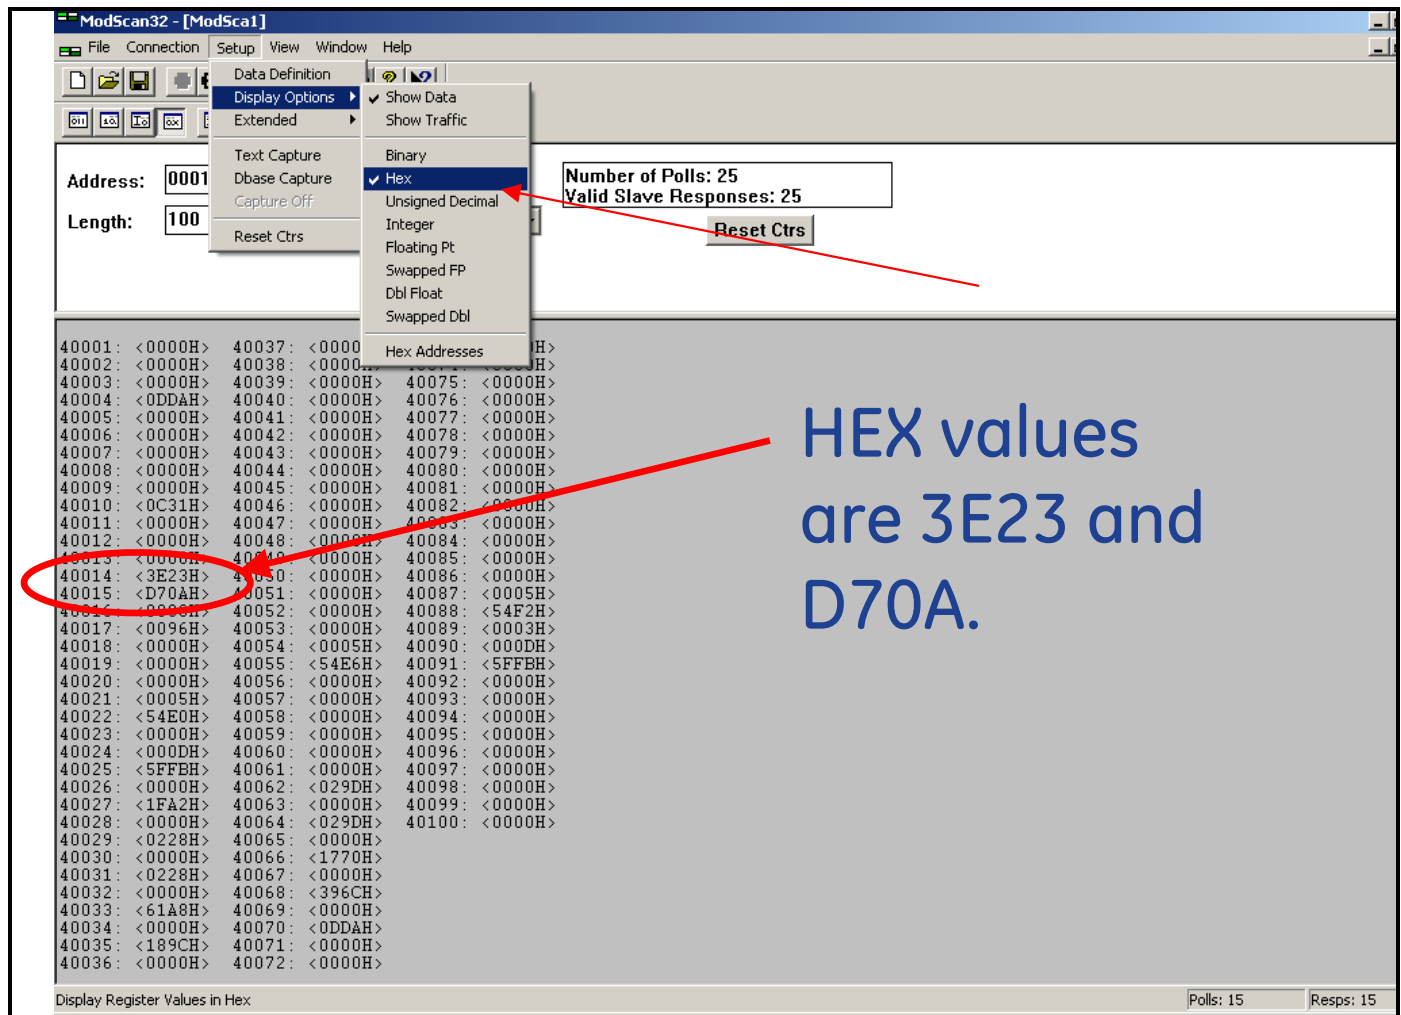 ModScan32 - [ModSca1]
File Connection Setup View Window Help
Data Definition
Display Options
Extended
Text Capture
Dbase Capture
Capture Off
Reset Ctrs
Show Data
Show Traffic
Binary
Hex
Unsigned Decimal
Integer
Floating Pt
Swapped FP
Dbl Float
Swapped Dbl
Hex Addresses
Address: 0001
Length: 100
Number of Polls: 25
Valid Slave Responses: 25
Reset Ctrs
40001: <0000H> 40037: <0000 H>
40002: <0000H> 40038: <0000H> <0000H>
40003: <0000H> 40039: <0000H> 40075: <0000H>
40004: <0DDAH> 40040: <0000H> 40076: <0000H>
40005: <0000H> 40041: <0000H> 40077: <0000H>
40006: <0000H> 40042: <0000H> 40078: <0000H>
40007: <0000H> 40043: <0000H> 40079: <0000H>
40008: <0000H> 40044: <0000H> 40080: <0000H>
40009: <0000H> 40045: <0000H> 40081: <0000H>
40010: <0C31H> 40046: <0000H> 40082: <0000H>
40011: <0000H> 40047: <0000H> 40083: <0000H>
40012: <0000H> 40048: <0000H> 40084: <0000H>
40013: <0000H> 40049: <0000H> 40085: <0000H>
40014: <3E23H> 40050: <0000H> 40086: <0000H>
40015: <D70AH> 40051: <0000H> 40087: <0005H>
40016: <0000H> 40052: <0000H> 40088: <54F2H>
40017: <0096H> 40053: <0000H> 40089: <0003H>
40018: <0000H> 40054: <0005H> 40090: <000DH>
40019: <0000H> 40055: <54E6H> 40091: <5FFBH>
40020: <0000H> 40056: <0000H> 40092: <0000H>
40021: <0005H> 40057: <0000H> 40093: <0000H>
40022: <54E0H> 40058: <0000H> 40094: <0000H>
40023: <0000H> 40059: <0000H> 40095: <0000H>
40024: <000DH> 40060: <0000H> 40096: <0000H>
40025: <5FFBH> 40061: <0000H> 40097: <0000H>
40026: <0000H> 40062: <029DH> 40098: <0000H>
40027: <1FA2H> 40063: <0000H> 40099: <0000H>
40028: <0000H> 40064: <029DH> 40100: <0000H>
40029: <0228H> 40065: <0000H>
40030: <0000H> 40066: <1770H>
40031: <0228H> 40067: <0000H>
40032: <0000H> 40068: <396CH>
40033: <61A8H> 40069: <0000H>
40034: <0000H> 40070: <0DDAH>
40035: <189CH> 40071: <0000H>
40036: <0000H> 40072: <0000H>
HEX values
are 3E23 and
D70A.
Display Register Values in Hex
Polls: 15
Resps: 15